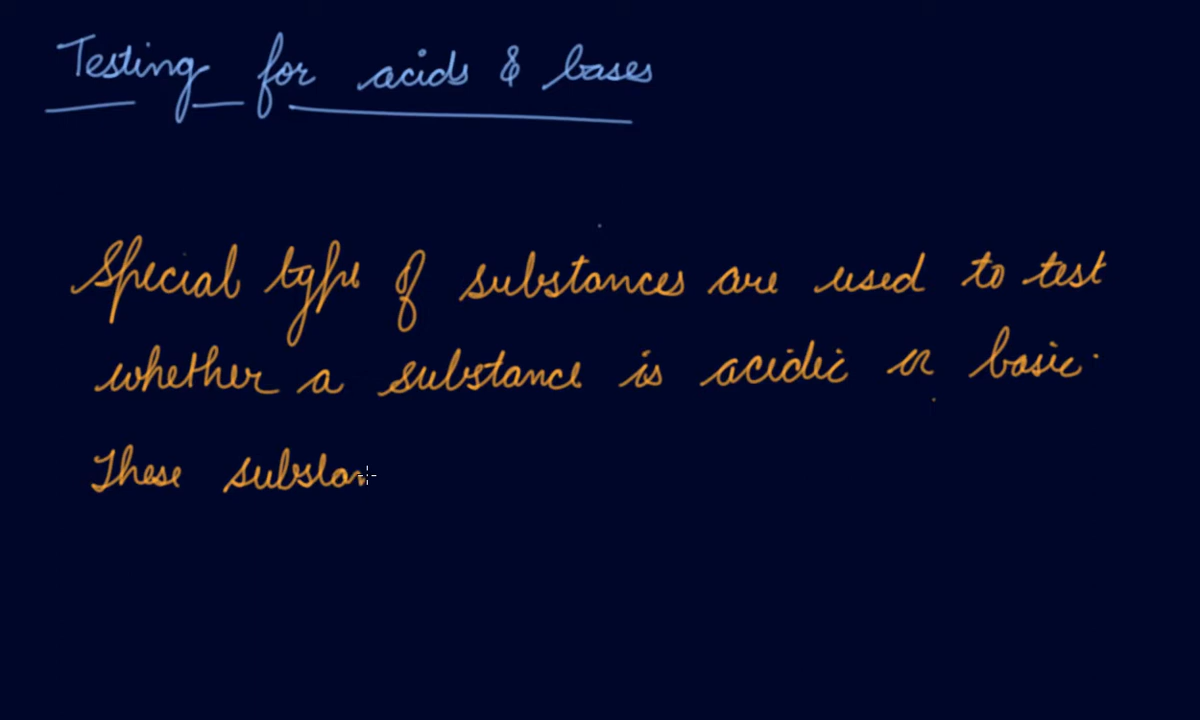 Testing for acids & bases
Special type of substances are used to test
whether a substance is acidic or basic.
These substan